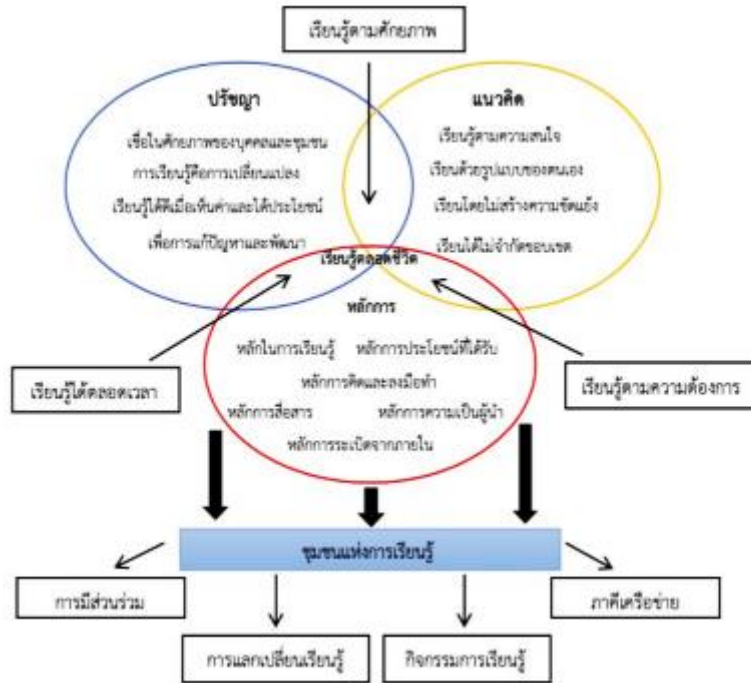 เรียนรู้ตามศักยภาพ
ปรัชญา
เชื่อในศักยภาพของบุคคลและชุมชน
การเรียนรู้คือการเปลี่ยนแปลง
เรียนรู้ได้ดีเมื่อเห็นค่าและได้ประโยชน์
เพื่อการแก้ปัญหาและพัฒนา
แนวคิด
เรียนรู้ตามความสนใจ
เรียนด้วยรูปแบบของตนเอง
เรียนโดยไม่สร้างความขัดแย้ง
เรียนได้ไม่จำกัดขอบเขต
เรียนรู้ตลอดชีวิต
หลักการ
หลักในการเรียนรู้ หลักการประโยชน์ที่ได้รับ
หลักการคิดและลงมือทำ
หลักการสื่อสาร หลักการความเป็นผู้นำ
หลักการระเบิดจากภายใน
เรียนรู้ได้ตลอดเวลา
เรียนรู้ตามความต้องการ
ชุมชนแห่งการเรียนรู้
การมีส่วนร่วม
ภาคีเครือข่าย
การแลกเปลี่ยนเรียนรู้
กิจกรรมการเรียนรู้